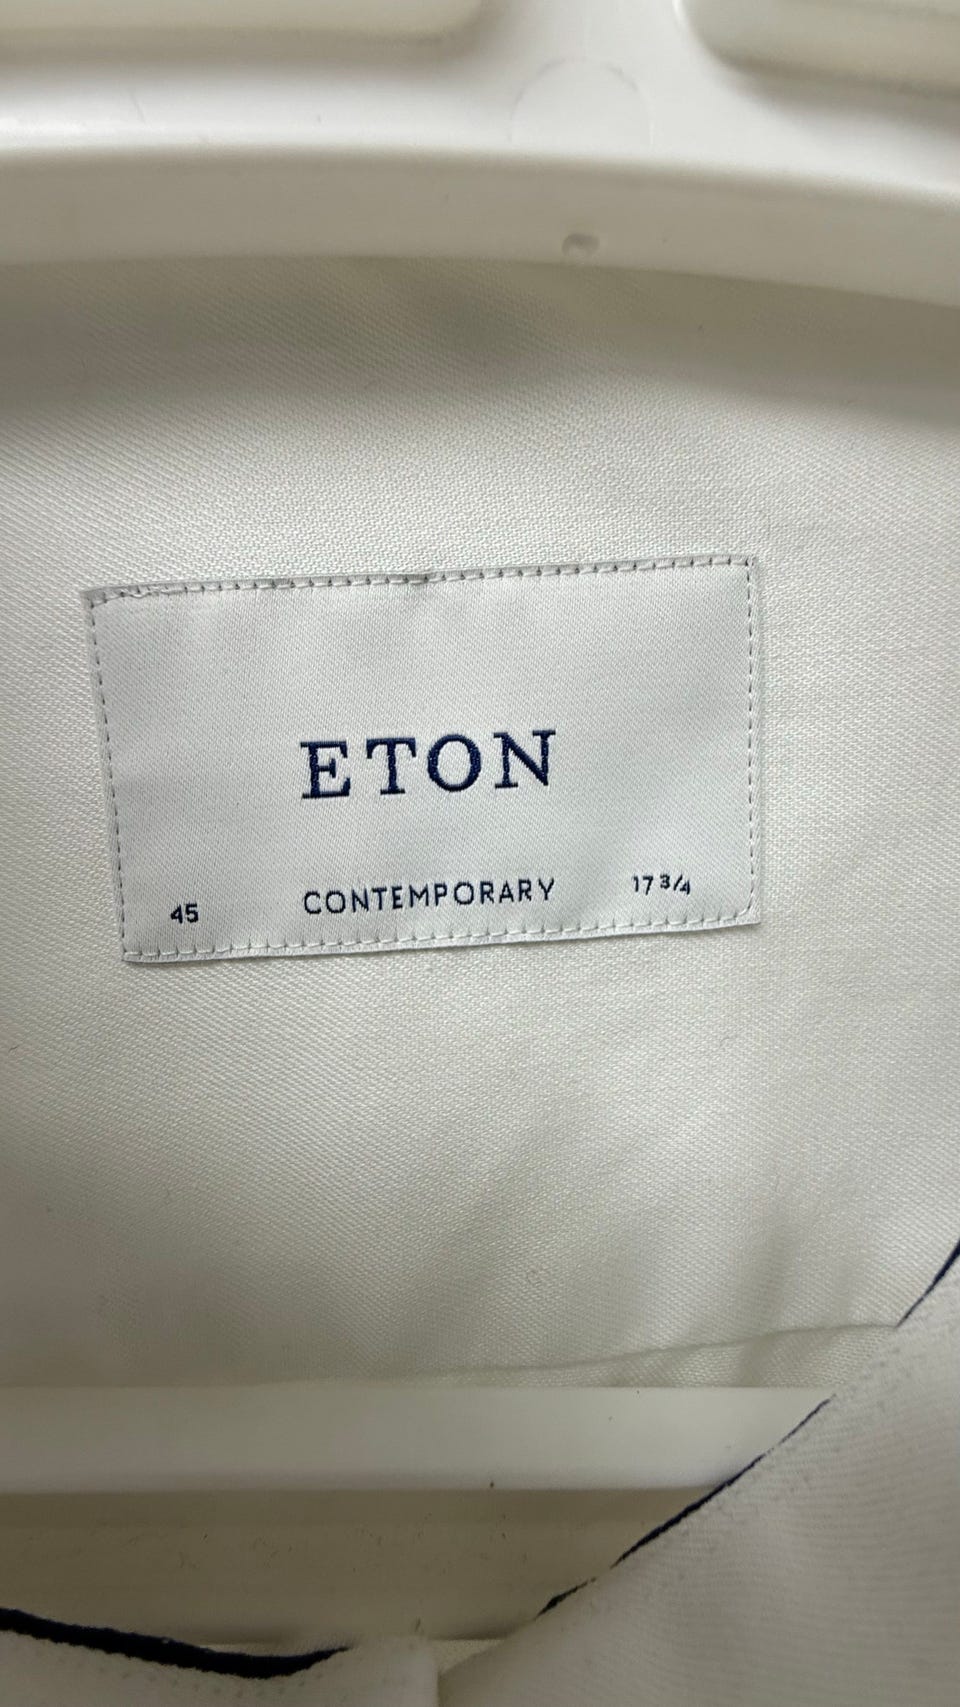 ETON
45 CONTEMPORARY 17 3/4